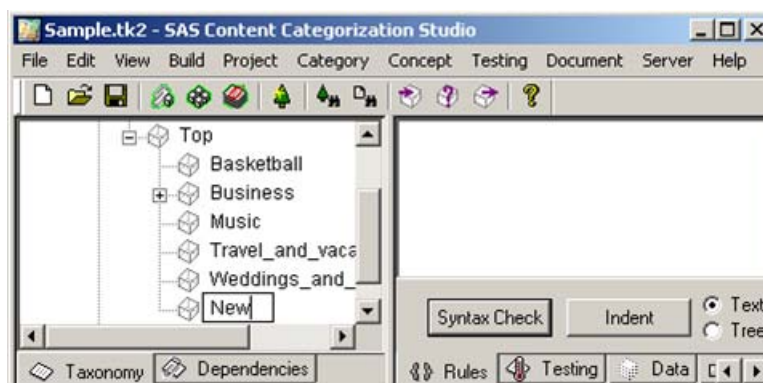 Sample.tk2 - SAS Content Categorization Studio
File Edit View Build Project Category Concept Testing Document Server Help
Top
Basketball
Business
Music
Travel_and_vaca
Weddings_and_
New
Syntax Check Indent Text
Tree
Taxonomy Dependencies Rules Testing Data